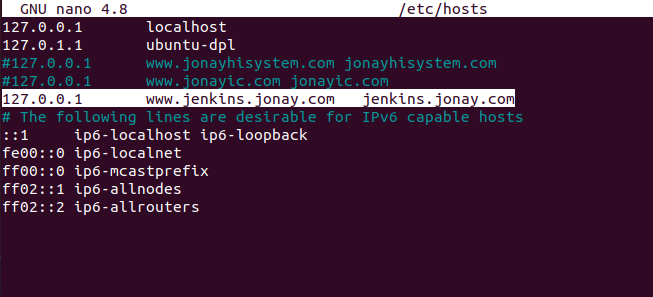 GNU nano 4.8 /etc/hosts
127.0.0.1 localhost
127.0.1.1 ubuntu-dpl
#127.0.0.1 www.jonayhisystem.com jonayhisystem.com
#127.0.0.1 www.jonayic.com jonayic.com
127.0.0.1 www.jenkins.jonay.com jenkins.jonay.com
# The following lines are desirable for IPv6 capable hosts
::1 ip6-localhost ip6-loopback
fe00::0 ip6-localnet
ff00::0 ip6-mcastprefix
ff02::1 ip6-allnodes
ff02::2 ip6-allrouters